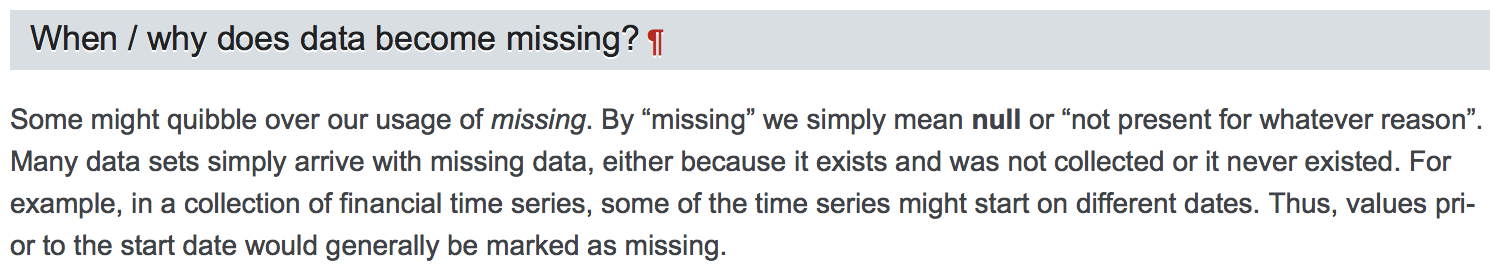 When / why does data become missing? ¶
Some might quibble over our usage of missing. By “missing” we simply mean null or “not present for whatever reason”.
Many data sets simply arrive with missing data, either because it exists and was not collected or it never existed. For
example, in a collection of financial time series, some of the time series might start on different dates. Thus, values pri-
or to the start date would generally be marked as missing.